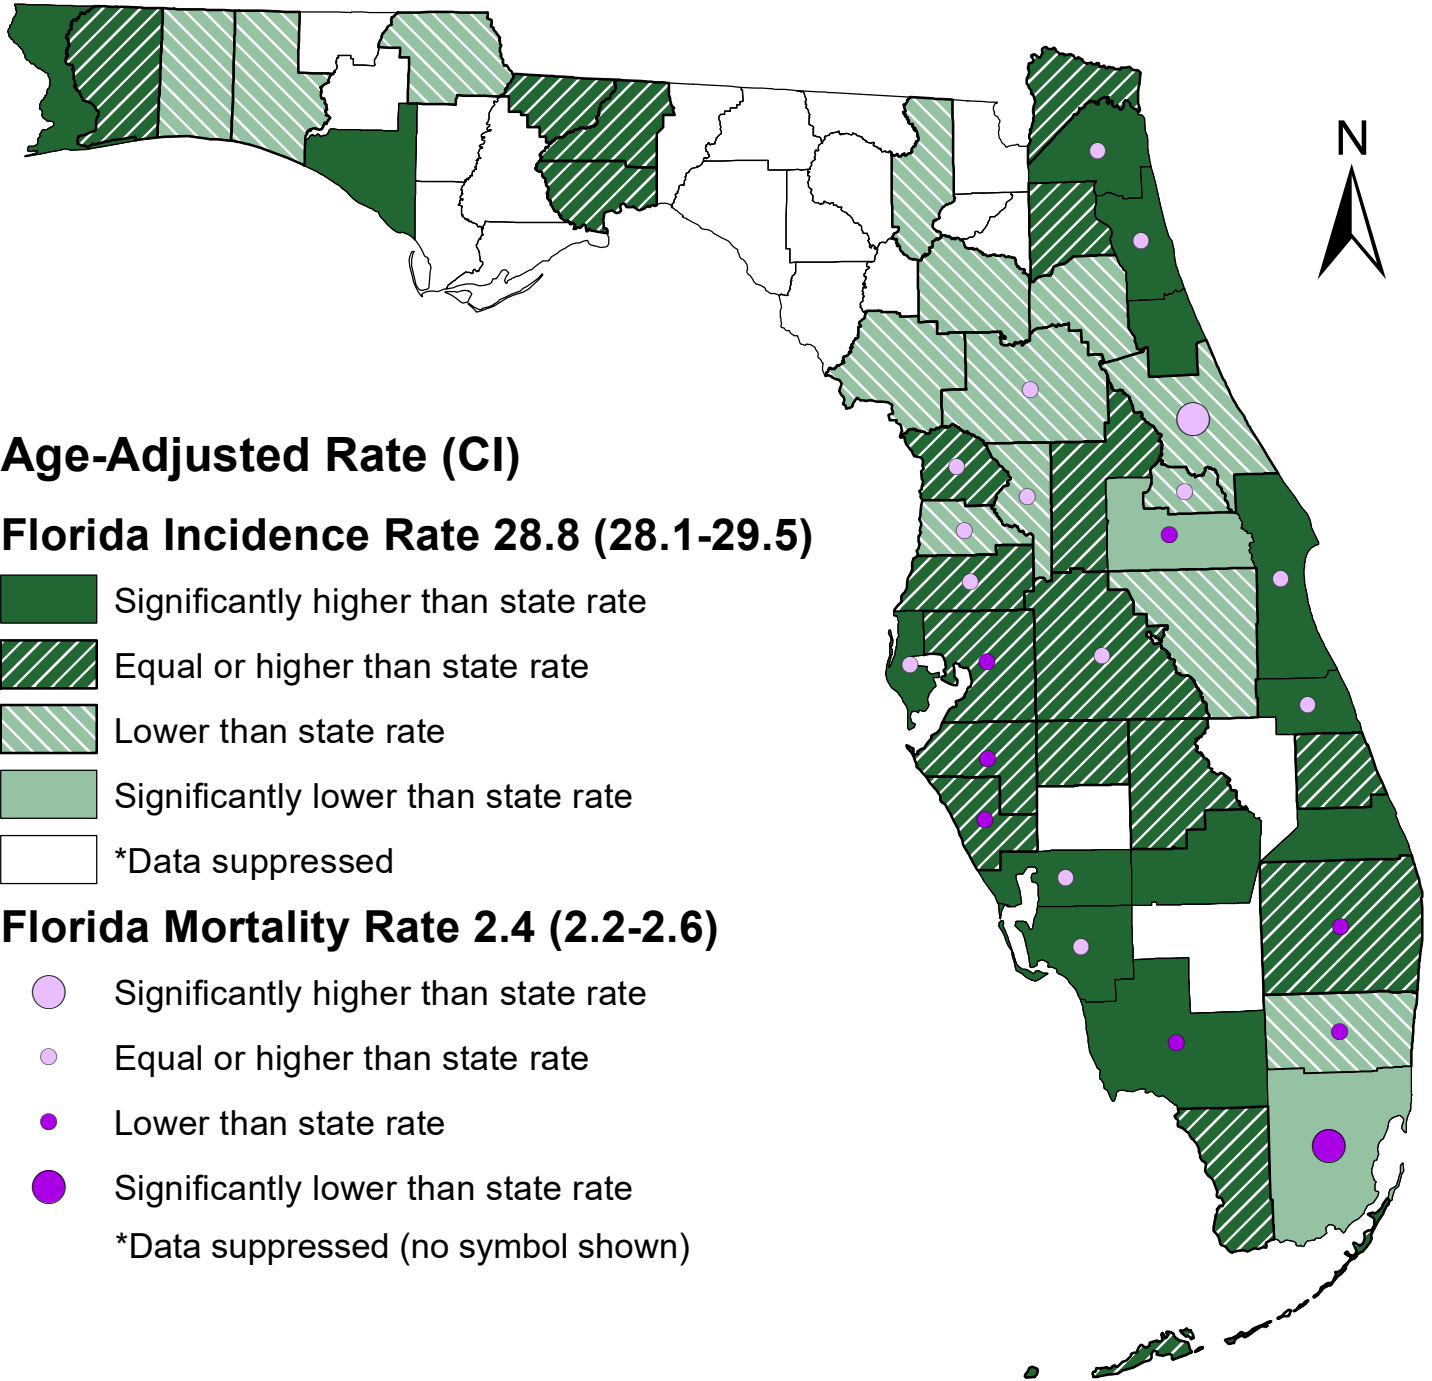 N
Age-Adjusted Rate (CI)
Florida Incidence Rate 28.8 (28.1-29.5)
Significantly higher than state rate
Equal or higher than state rate
Lower than state rate
Significantly lower than state rate
*Data suppressed
Florida Mortality Rate 2.4 (2.2-2.6)
Significantly higher than state rate
Equal or higher than state rate
Lower than state rate
Significantly lower than state rate
*Data suppressed (no symbol shown)